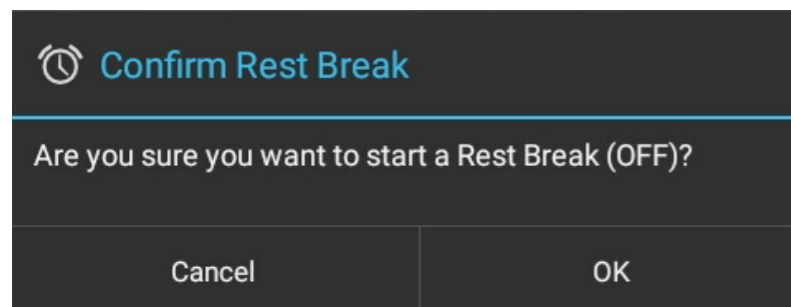 Confirm Rest Break
Are you sure you want to start a Rest Break (OFF)?
Cancel
OK